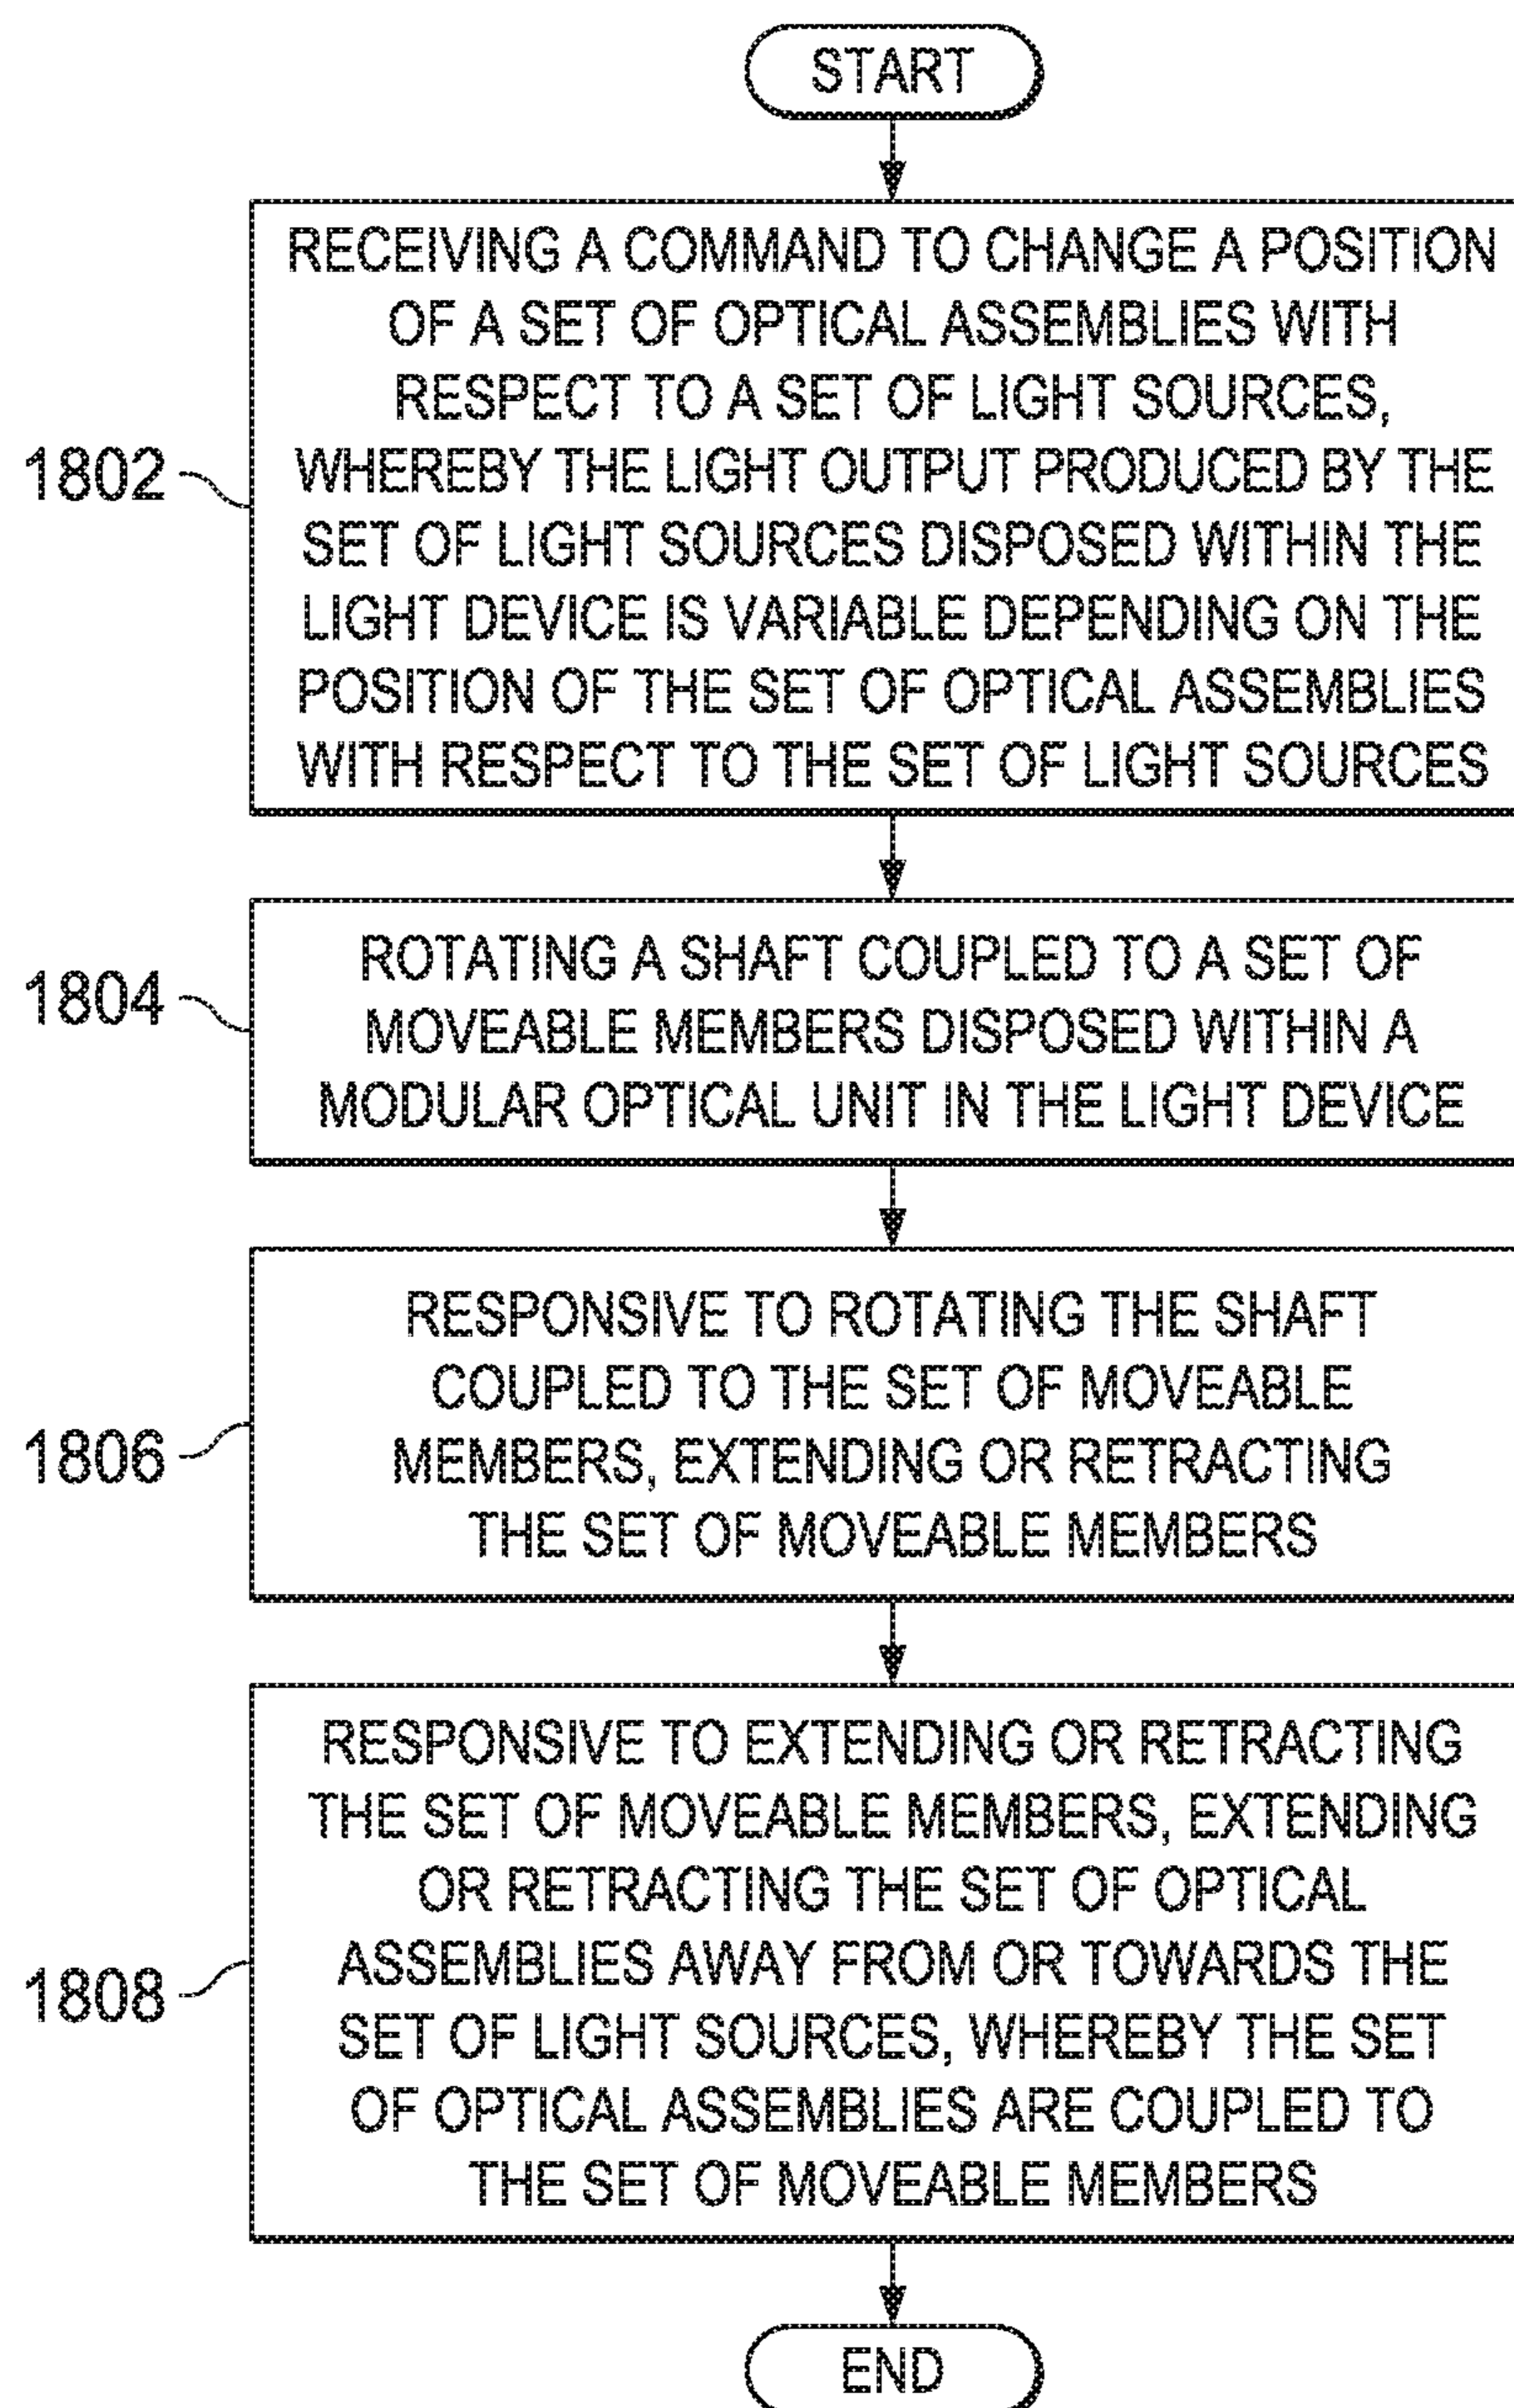 START
RECEIVING A COMMAND TO CHANGE A POSITION
OF A SET OF OPTICAL ASSEMBLIES WITH
RESPECT TO A SET OF LIGHT SOURCES,
WHEREBY THE LIGHT OUTPUT PRODUCED BY THE
SET OF LIGHT SOURCES DISPOSED WITHIN THE
LIGHT DEVICE IS VARIABLE DEPENDING ON THE
POSITION OF THE SET OF OPTICAL ASSEMBLIES
WITH RESPECT TO THE SET OF LIGHT SOURCES
1802
ROTATING A SHAFT COUPLED TO A SET OF
MOVEABLE MEMBERS DISPOSED WITHIN A
MODULAR OPTICAL UNIT IN THE LIGHT DEVICE
1804
RESPONSIVE TO ROTATING THE SHAFT
COUPLED TO THE SET OF MOVEABLE
MEMBERS, EXTENDING OR RETRACTING
THE SET OF MOVEABLE MEMBERS
1806
RESPONSIVE TO EXTENDING OR RETRACTING
THE SET OF MOVEABLE MEMBERS, EXTENDING
OR RETRACTING THE SET OF OPTICAL
ASSEMBLIES AWAY FROM OR TOWARDS THE
SET OF LIGHT SOURCES, WHEREBY THE SET
OF OPTICAL ASSEMBLIES ARE COUPLED TO
THE SET OF MOVEABLE MEMBERS
1808
END